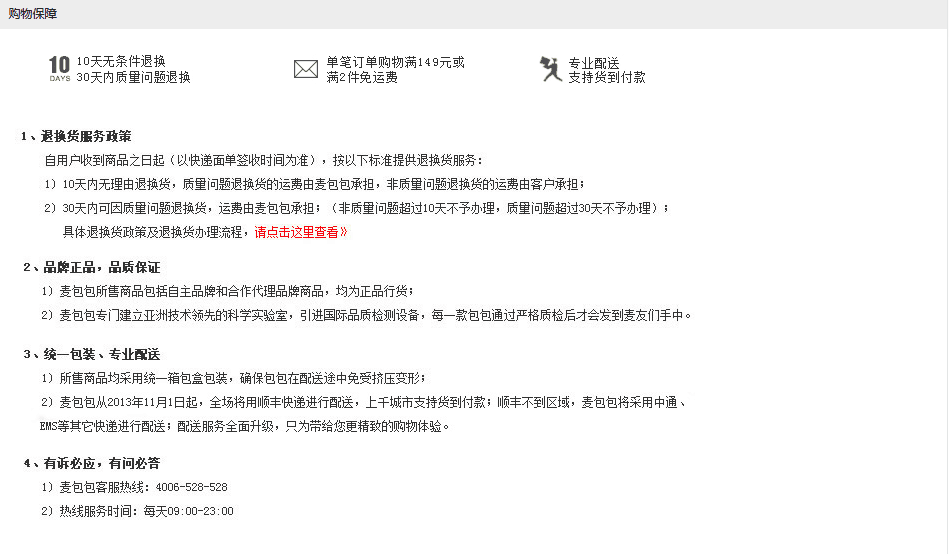 购物保障
10
DAYS
10天无条件退换
30天内质量问题退换
单笔订单购物满149元或
满2件免运费
专业配送
支持货到付款
1、退换货服务政策
自用户收到商品之日起（以快递面单签收时间为准），按以下标准提供退换货服务：
1）10天内无理由退换货，质量问题退换货的运费由麦包包承担，非质量问题退换货的运费由客户承担；
2）30天内可因质量问题退换货，运费由麦包包承担；（非质量问题超过10天不予办理，质量问题超过30天不予办理）；
具体退换货政策及退换货办理流程，请点击这里查看》
2、品牌正品，品质保证
1）麦包包所售商品包括自主品牌和合作代理品牌商品，均为正品行货；
2）麦包包专门建立亚洲技术领先的科学实验室，引进国际品质检测设备，每一款包包通过严格质检后才会发到麦友们手中。
3、统一包装、专业配送
1）所售商品均采用统一箱包盒包装，确保包包在配送途中免受挤压变形；
2）麦包包从2013年11月1日起，全场将用顺丰快递进行配送，上千城市支持货到付款；顺丰不到区域，麦包包将采用中通、
EMS等其它快递进行配送；配送服务全面升级，只为带给您更精致的购物体验。
4、有诉必应，有问必答
1）麦包包客服热线：4006-528-528
2）热线服务时间：每天09:00-23:00